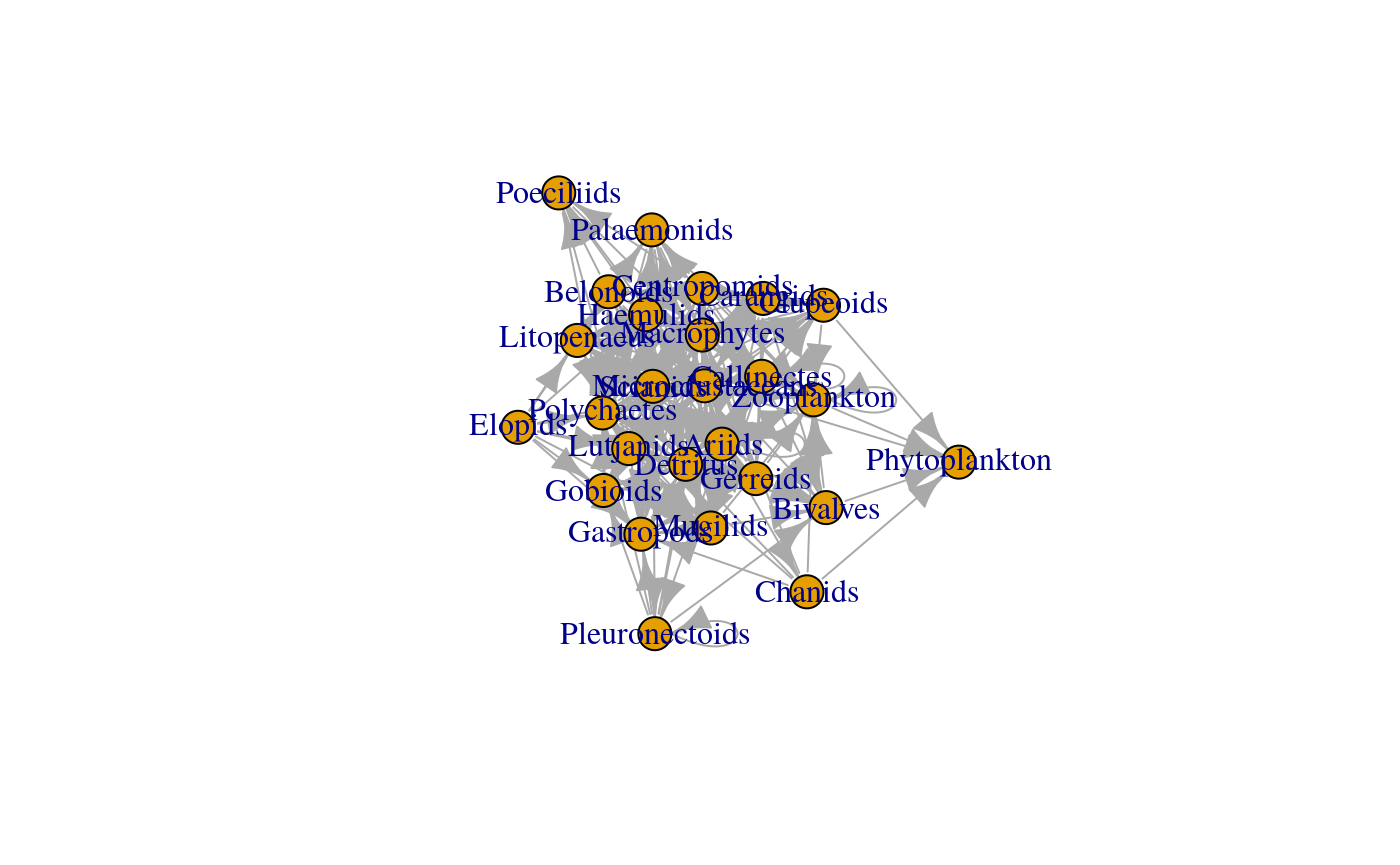 Poeciliids
Palaemonids
Centropomids
Belonoids
Carangids
Clupeoids
Haemulids
Litopenaeus
Macrophytes
Callinectes
Sciaenids
Microcrustaceans
Zooplankton
Polychaetes
Elopids
Lutjanids
Ariids
Phytoplankton
Detritus
Gerreids
Gobioids
Bivalves
Gastropods
Mugilids
Chanids
Pleuronectoids